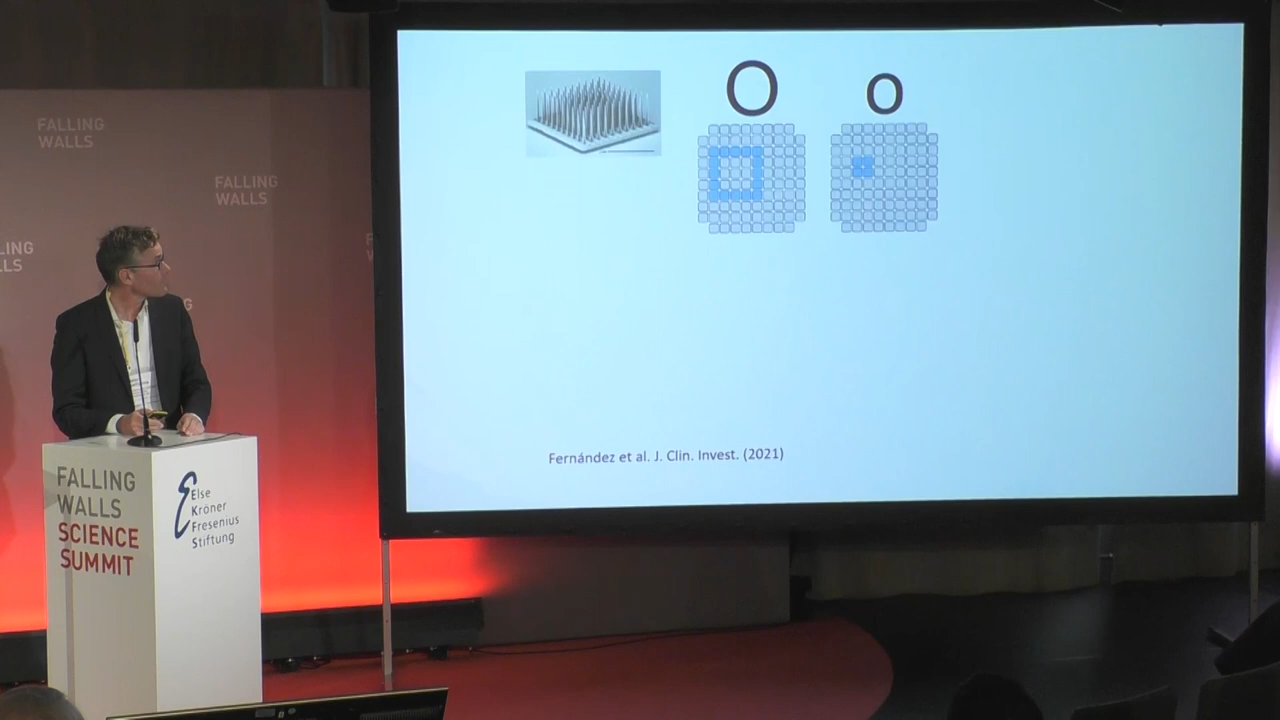 FALLING
WALLS
FALLING
WALLS
LING
LS
O
o
Fernández et al. J. Clin. Invest. (2021)
FALLING
WALLS
SCIENCE
SUMMIT
Else
Kröner
Fresenius
Stiftung